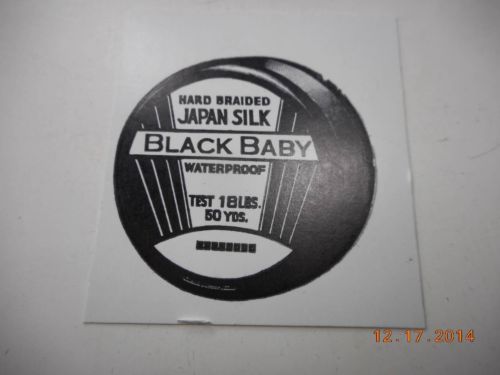 HARD BRAIDED
JAPAN SILK
BLACK BABY
WATERPROOF
TEST 18 LBS.
50 YDS.
12.17.2014